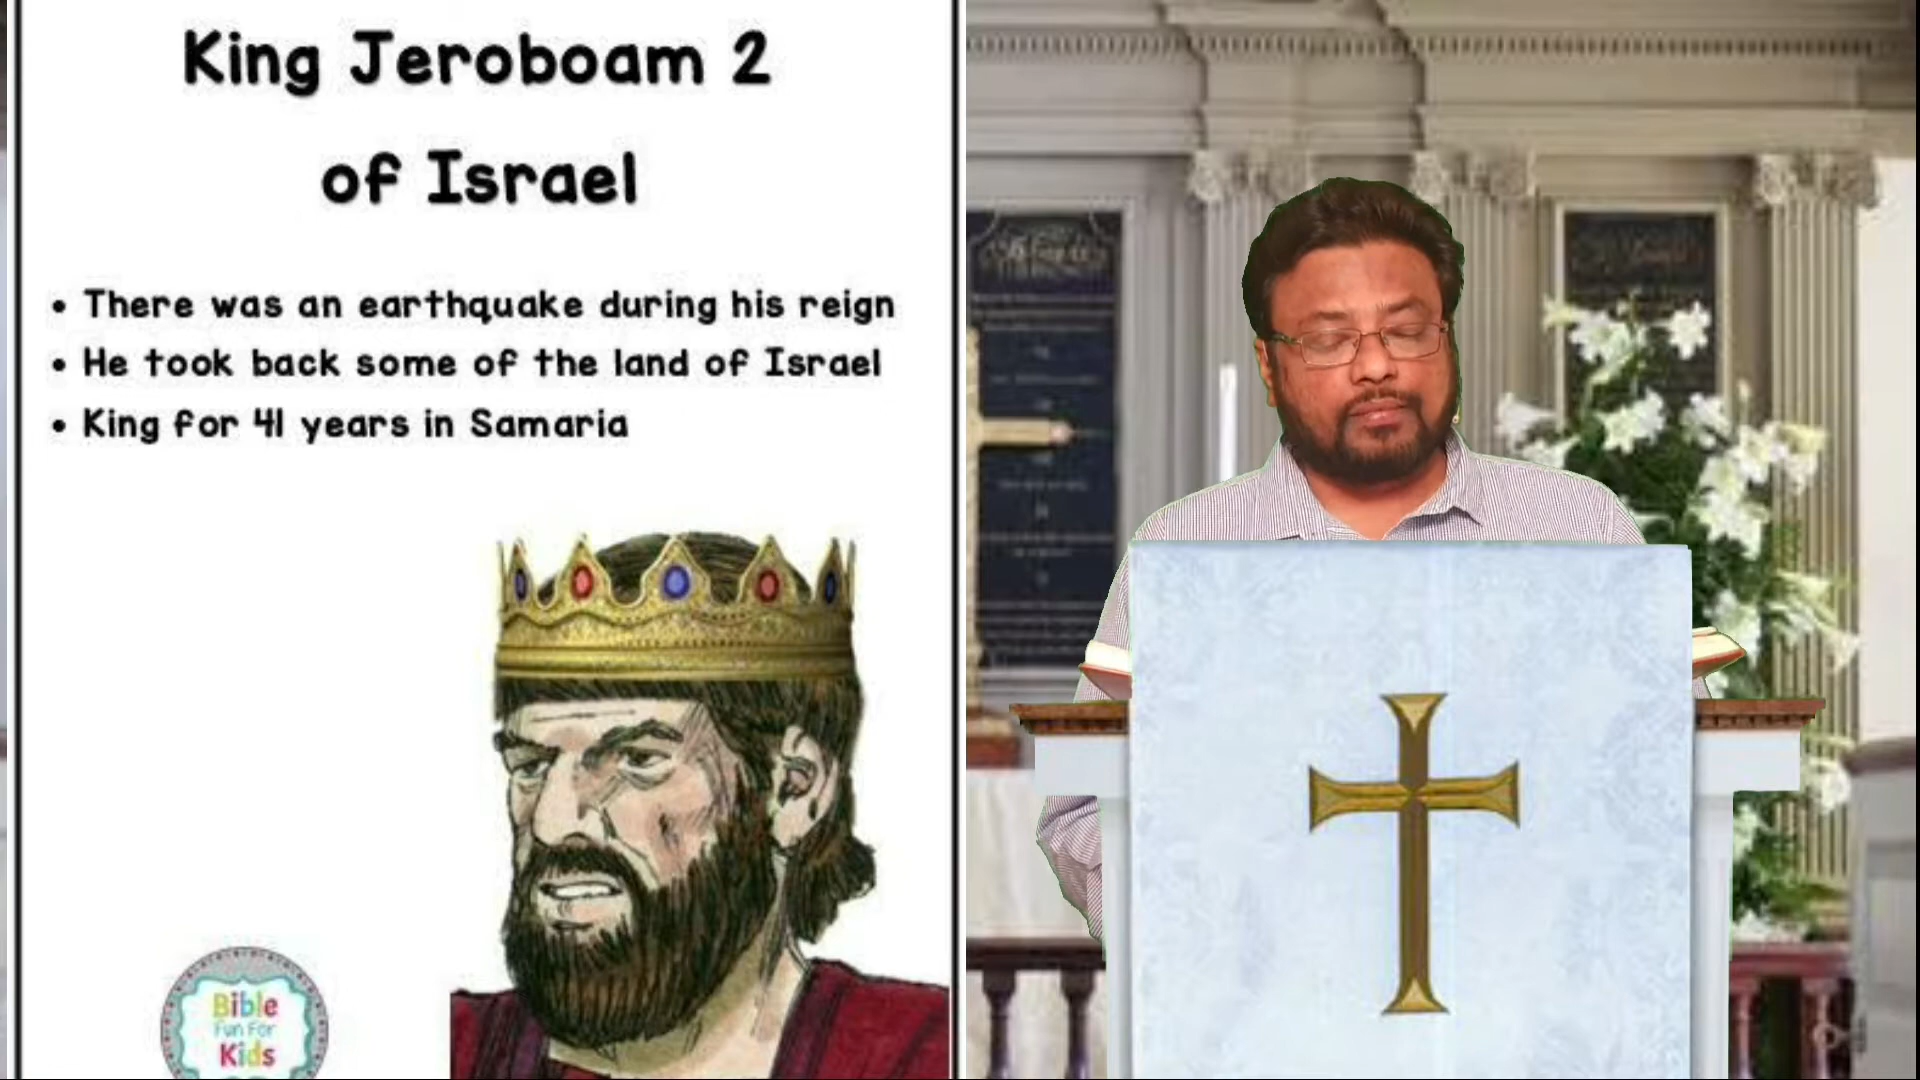 King Jeroboam 2
of Israel
• There was an earthquake during his reign
• He took back some of the land of Israel
• King for 41 years in Samaria
Bible
Fun For
Kids